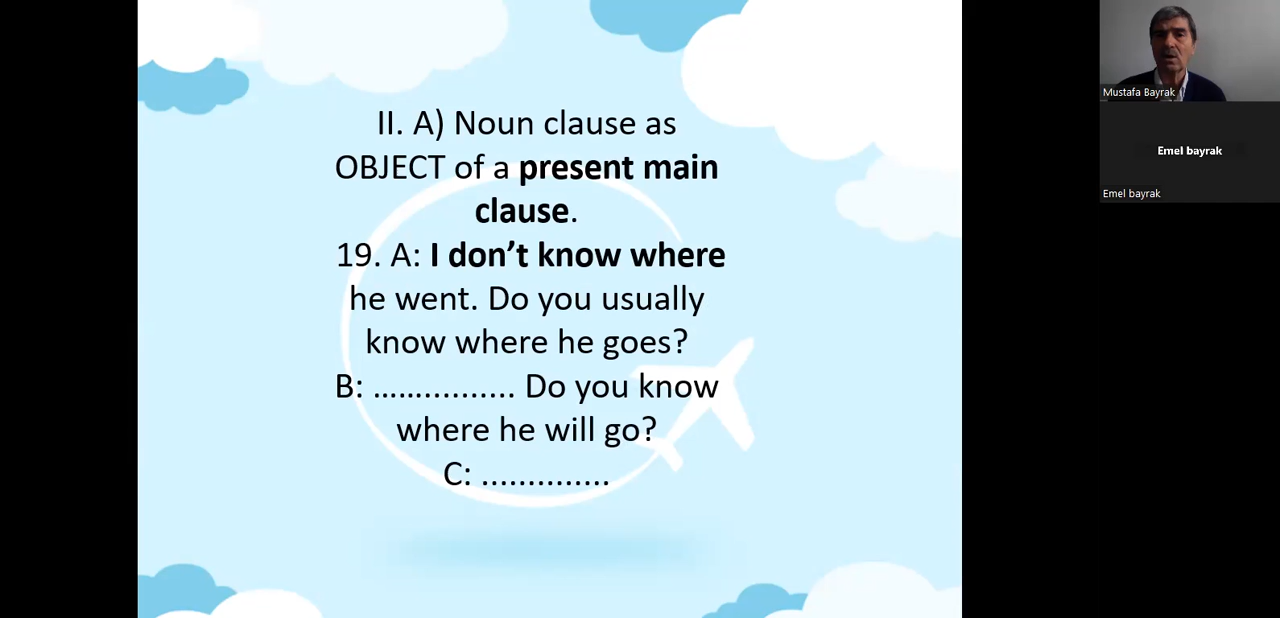 II. A) Noun clause as
OBJECT of a present main
clause.
19. A: I don’t know where
he went. Do you usually
know where he goes?
B: ................ Do you know
where he will go?
C: ..............
Mustafa Bayrak
Emel bayrak
Emel bayrak